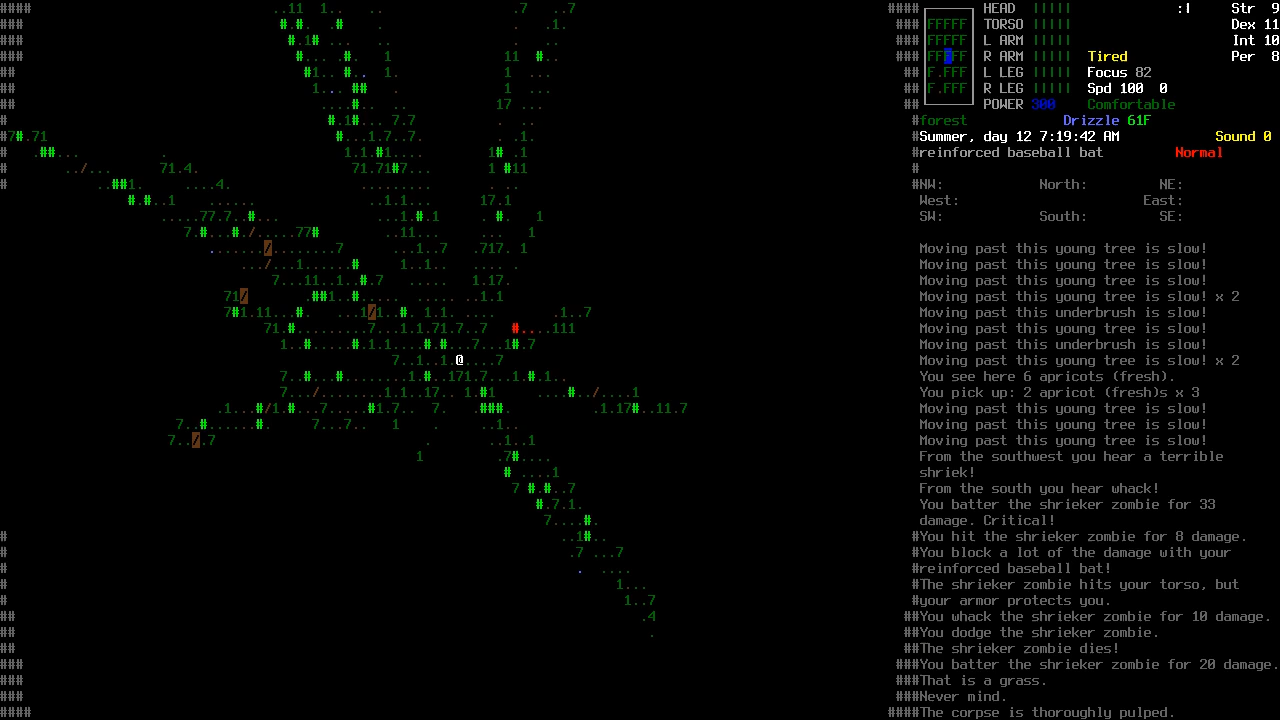 HEAD ||||| :| Str 9
TORSO ||||| Dex 11
L ARM ||||| Int 10
R ARM ||||| Tired Per 8
L LEG ||||| Focus 82
R LEG ||||| Spd 100 0
POWER 300 Comfortable
forest Drizzle 61F
Summer, day 12 7:19:42 AM Sound 0
reinforced baseball bat Normal
NW: North: NE:
West: East:
SW: South: SE:
Moving past this young tree is slow!
Moving past this young tree is slow!
Moving past this young tree is slow!
Moving past this young tree is slow! x 2
Moving past this underbrush is slow!
Moving past this young tree is slow!
Moving past this underbrush is slow!
Moving past this young tree is slow! x 2
You see here 6 apricots (fresh).
You pick up: 2 apricot (fresh)s x 3
Moving past this young tree is slow!
Moving past this young tree is slow!
Moving past this young tree is slow!
From the southwest you hear a terrible
shriek!
From the south you hear whack!
You batter the shrieker zombie for 33
damage. Critical!
You hit the shrieker zombie for 8 damage.
You block a lot of the damage with your
reinforced baseball bat!
The shrieker zombie hits your torso, but
your armor protects you.
You whack the shrieker zombie for 10 damage.
You dodge the shrieker zombie.
The shrieker zombie dies!
You batter the shrieker zombie for 20 damage.
That is a grass.
Never mind.
The corpse is thoroughly pulped.